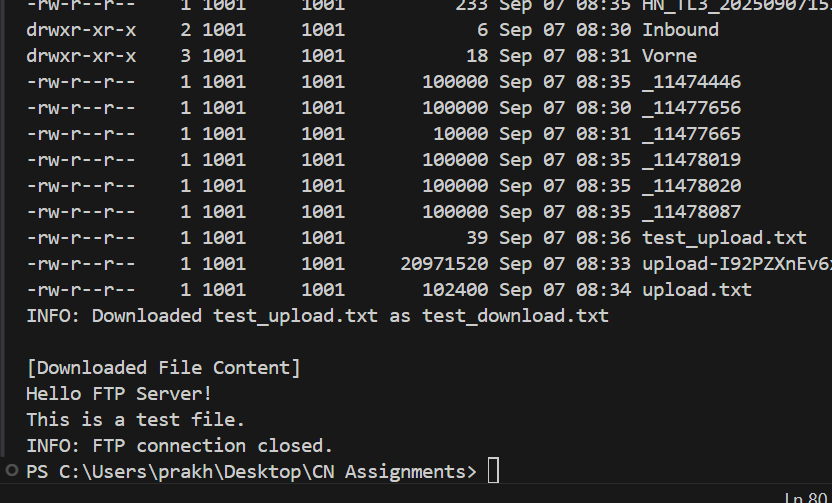 -rw-r--r-- 1 1001 1001 233 Sep 07 08:35 HN_TL3_2025090715
drwxr-xr-x 2 1001 1001 6 Sep 07 08:30 Inbound
drwxr-xr-x 3 1001 1001 18 Sep 07 08:31 Vorne
-rw-r--r-- 1 1001 1001 100000 Sep 07 08:35 _11474446
-rw-r--r-- 1 1001 1001 100000 Sep 07 08:30 _11477656
-rw-r--r-- 1 1001 1001 10000 Sep 07 08:31 _11477665
-rw-r--r-- 1 1001 1001 100000 Sep 07 08:35 _11478019
-rw-r--r-- 1 1001 1001 100000 Sep 07 08:35 _11478020
-rw-r--r-- 1 1001 1001 100000 Sep 07 08:35 _11478087
-rw-r--r-- 1 1001 1001 39 Sep 07 08:36 test_upload.txt
-rw-r--r-- 1 1001 1001 20971520 Sep 07 08:33 upload-I92PZXnEv6
-rw-r--r-- 1 1001 1001 102400 Sep 07 08:34 upload.txt
INFO: Downloaded test_upload.txt as test_download.txt
[Downloaded File Content]
Hello FTP Server!
This is a test file.
INFO: FTP connection closed.
PS C:\Users\prakh\Desktop\CN Assignments>
Ln 80